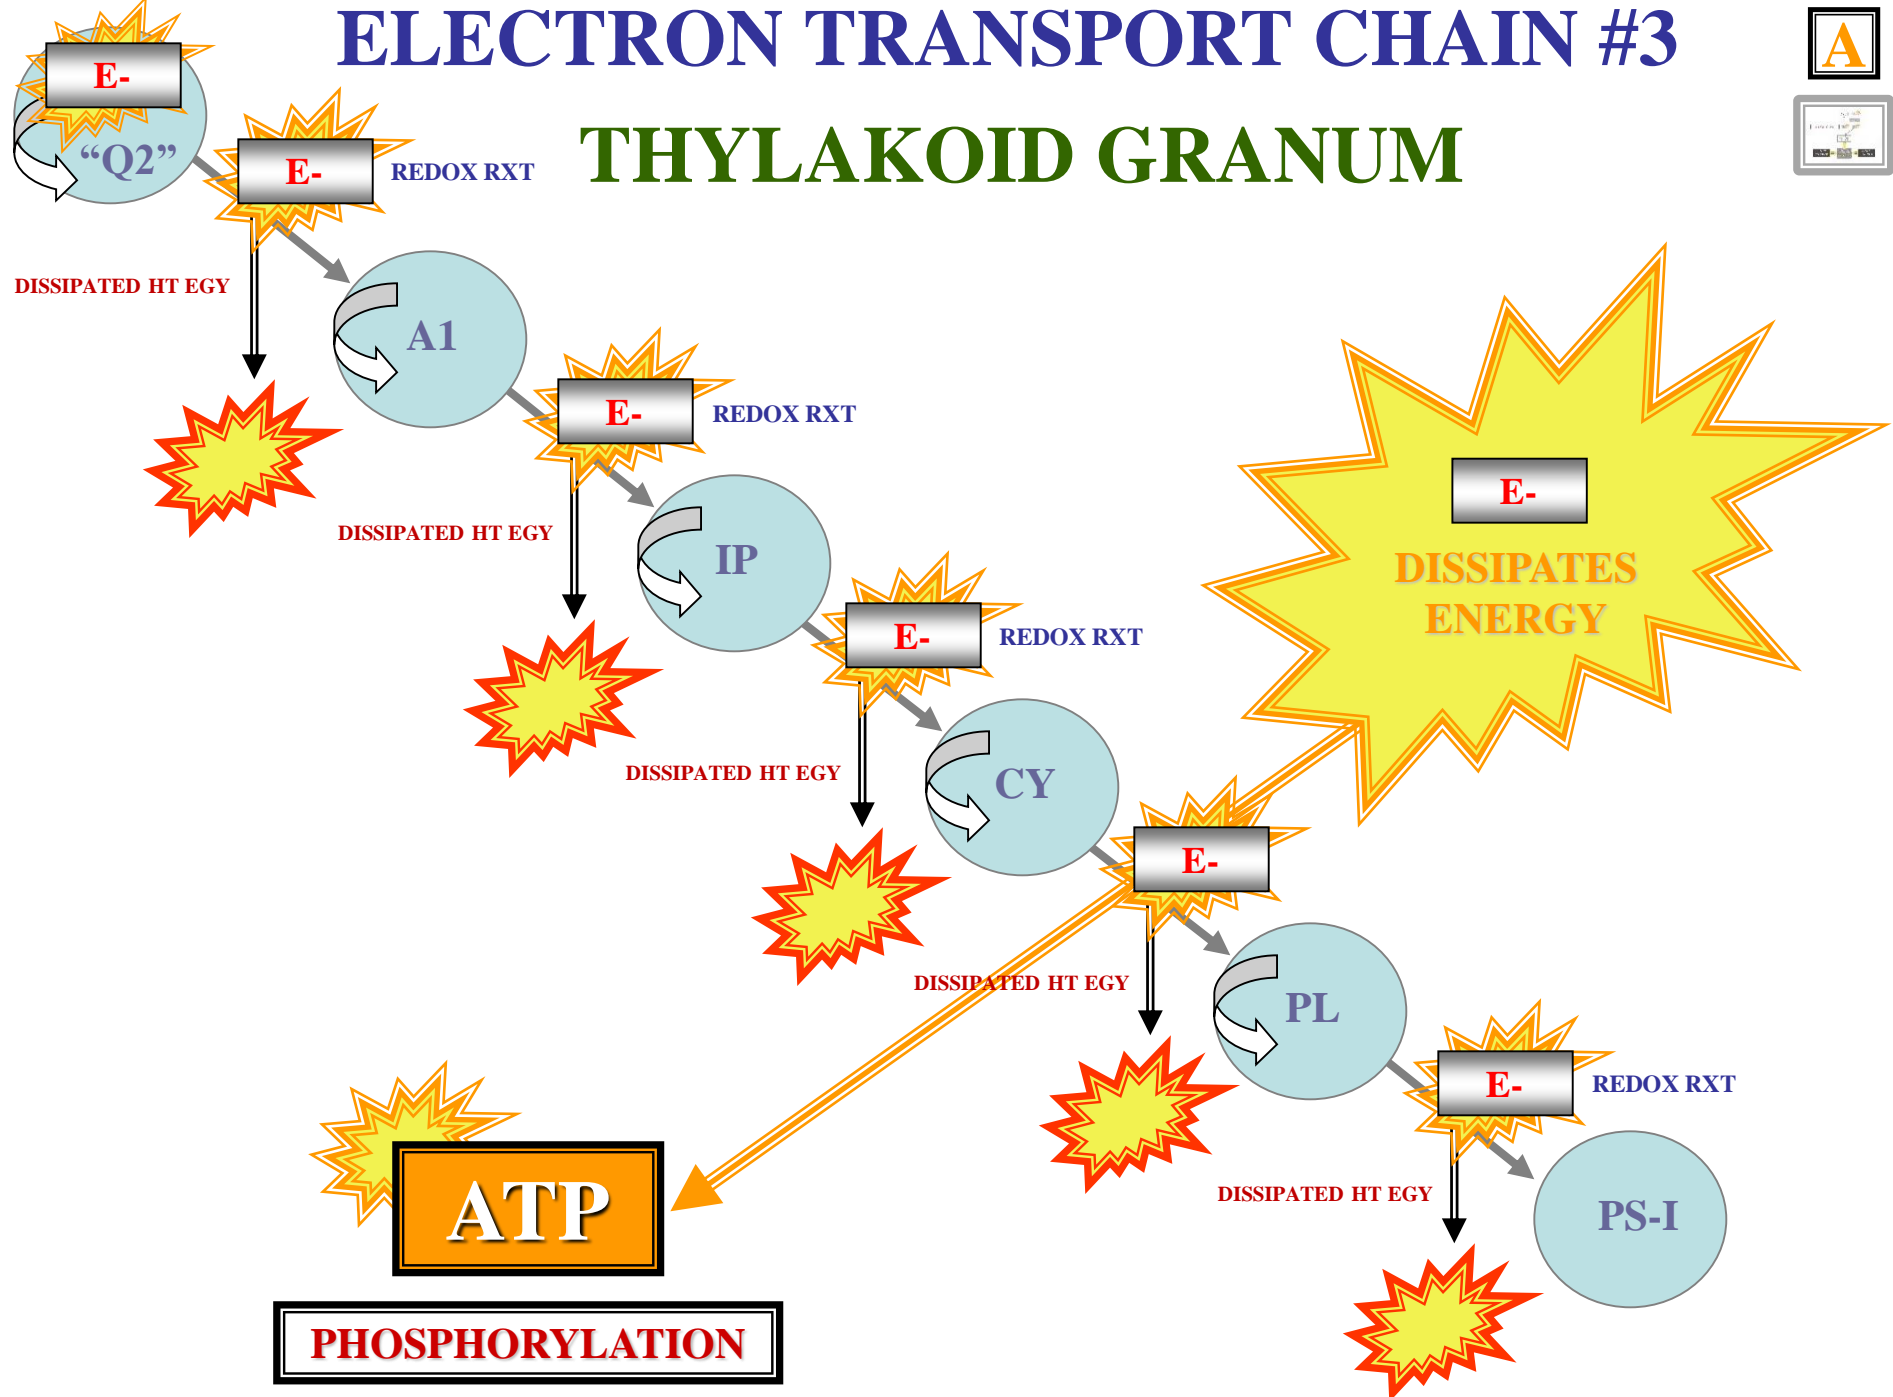 ELECTRON TRANSPORT CHAIN #3
A
THYLAKOID GRANUM
E-
“Q2”
E-
REDOX RXT
DISSIPATED HT EGY
A1
E-
REDOX RXT
DISSIPATED HT EGY
IP
E-
REDOX RXT
DISSIPATED HT EGY
E-
DISSIPATES
ENERGY
CY
E-
DISSIPATED HT EGY
PL
E-
REDOX RXT
DISSIPATED HT EGY
PS-I
ATP
PHOSPHORYLATION